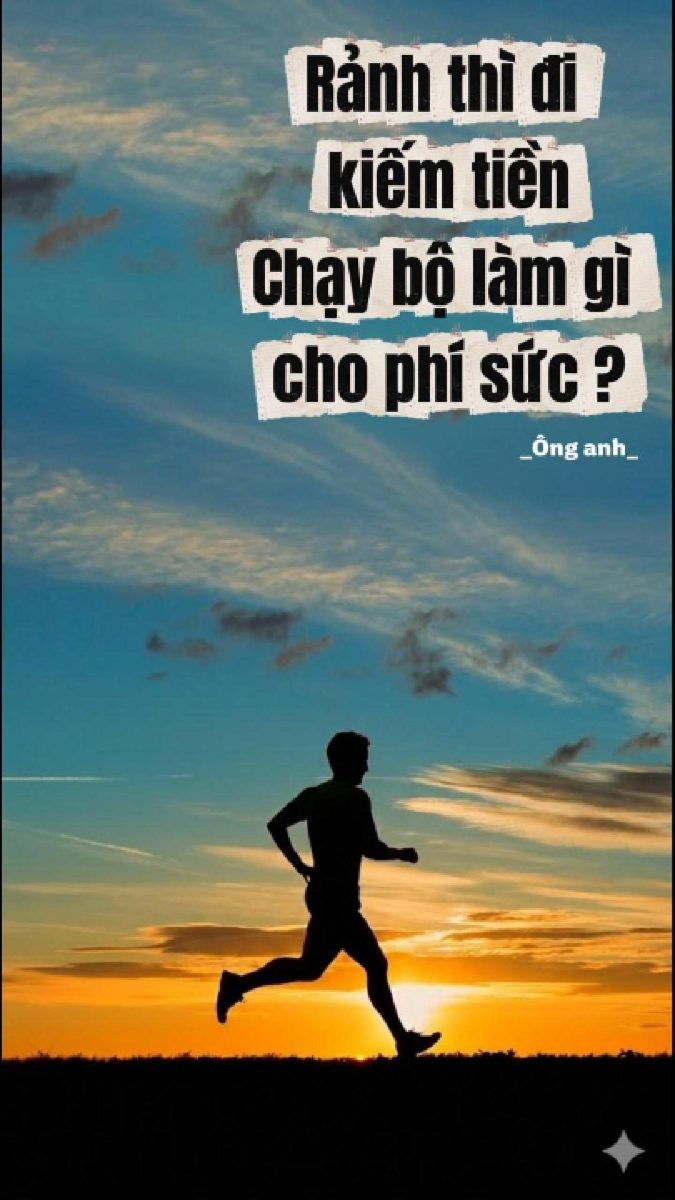 Rảnh thì đi
kiếm tiền
Chạy bộ làm gì
cho phí sức ?
_Ông anh_